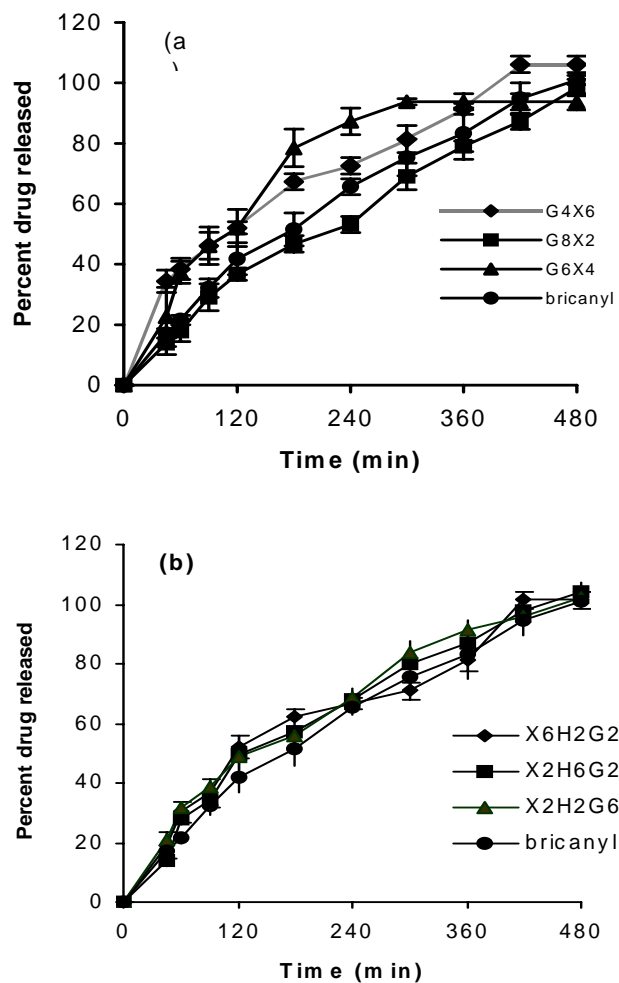 120
(a
100
80
60
40
20
0
Percent drug released
G4X6
G8X2
G6X4
bricanyl
0 120 240 360 480
Time (min)
120
(b)
100
80
60
40
20
0
Percent drug released
X6H2G2
X2H6G2
X2H2G6
bricanyl
0 120 240 360 480
Time (min)